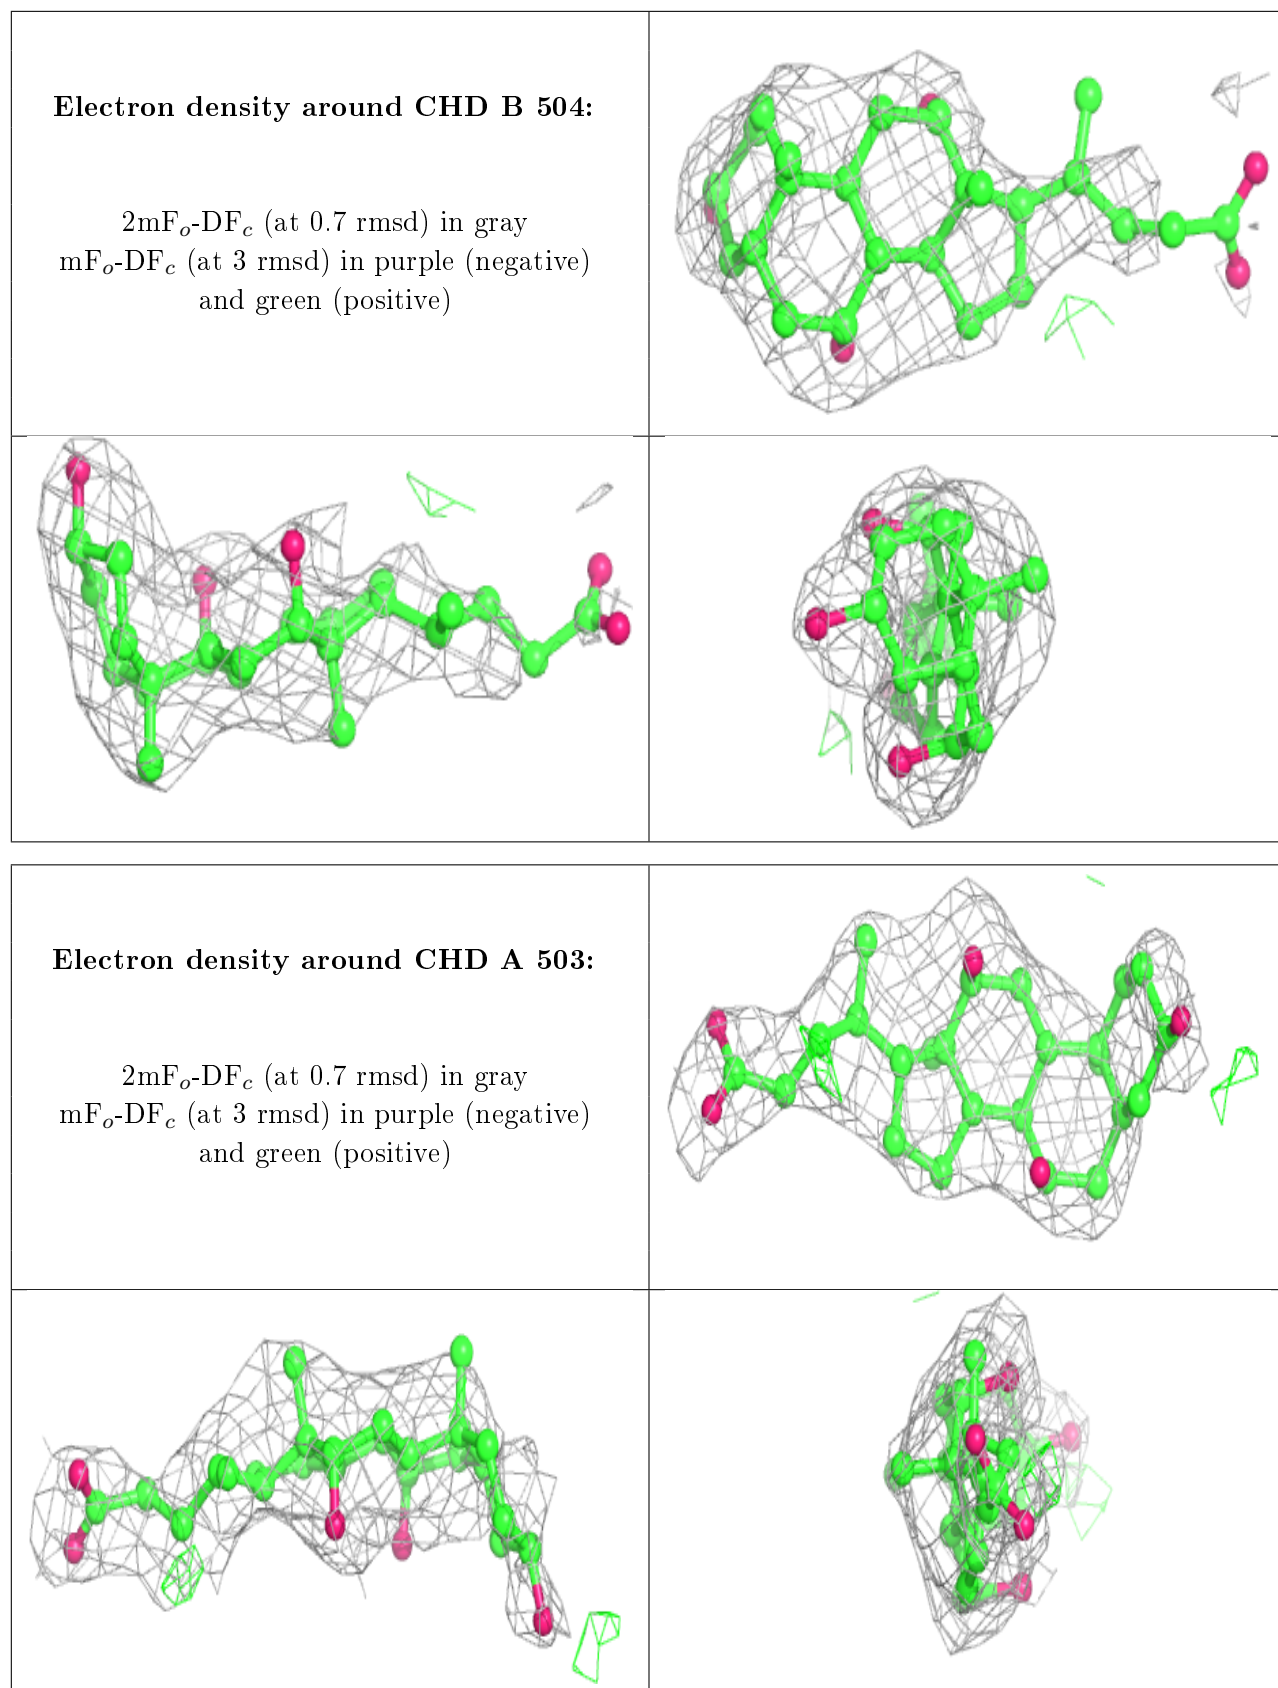 Electron density around CHD B 504:
2mFo-DFc (at 0.7 rmsd) in gray
mFo-DFc (at 3 rmsd) in purple (negative)
and green (positive)
Electron density around CHD A 503:
2mFo-DFc (at 0.7 rmsd) in gray
mFo-DFc (at 3 rmsd) in purple (negative)
and green (positive)